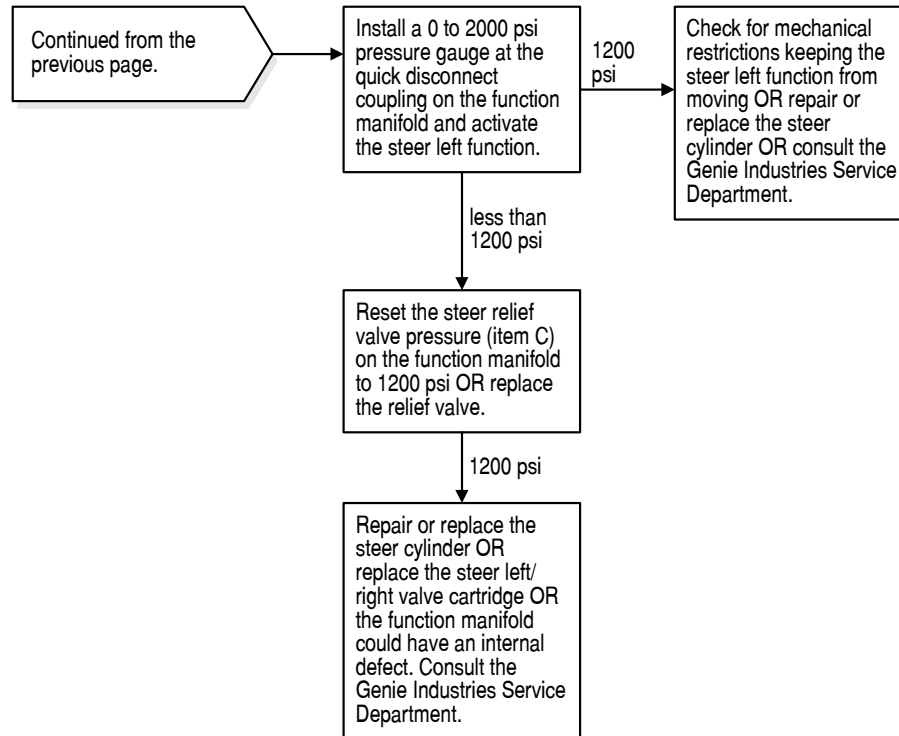 Continued from the
previous page.
Install a 0 to 2000 psi
pressure gauge at the
quick disconnect
coupling on the function
manifold and activate
the steer left function.
1200
psi
Check for mechanical
restrictions keeping the
steer left function from
moving OR repair or
replace the steer
cylinder OR consult the
Genie Industries Service
Department.
less than
1200 psi
Reset the steer relief
valve pressure (item C)
on the function manifold
to 1200 psi OR replace
the relief valve.
1200 psi
Repair or replace the
steer cylinder OR
replace the steer left/
right valve cartridge OR
the function manifold
could have an internal
defect. Consult the
Genie Industries Service
Department.